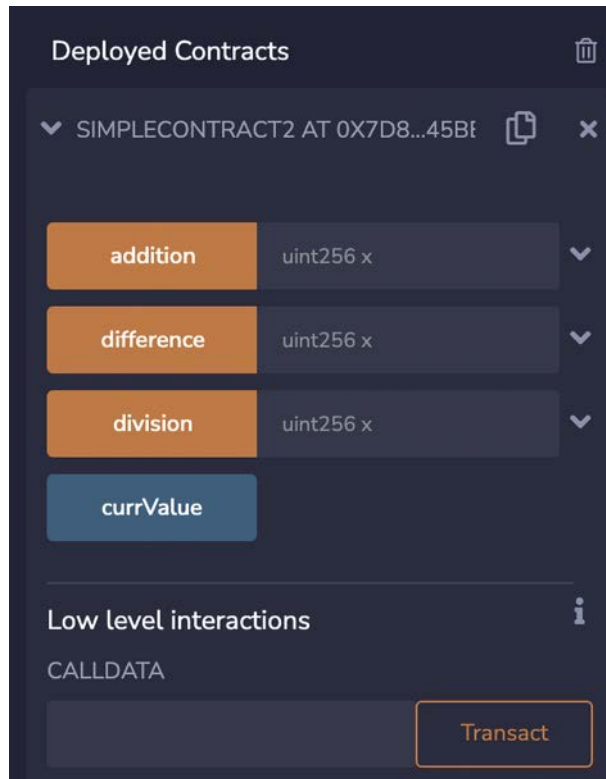 Deployed Contracts
SIMPLECONTRACT2 AT 0X7D8...45BE
addition uint256 x
difference uint256 x
division uint256 x
currValue
Low level interactions
i
CALLDATA
Transact